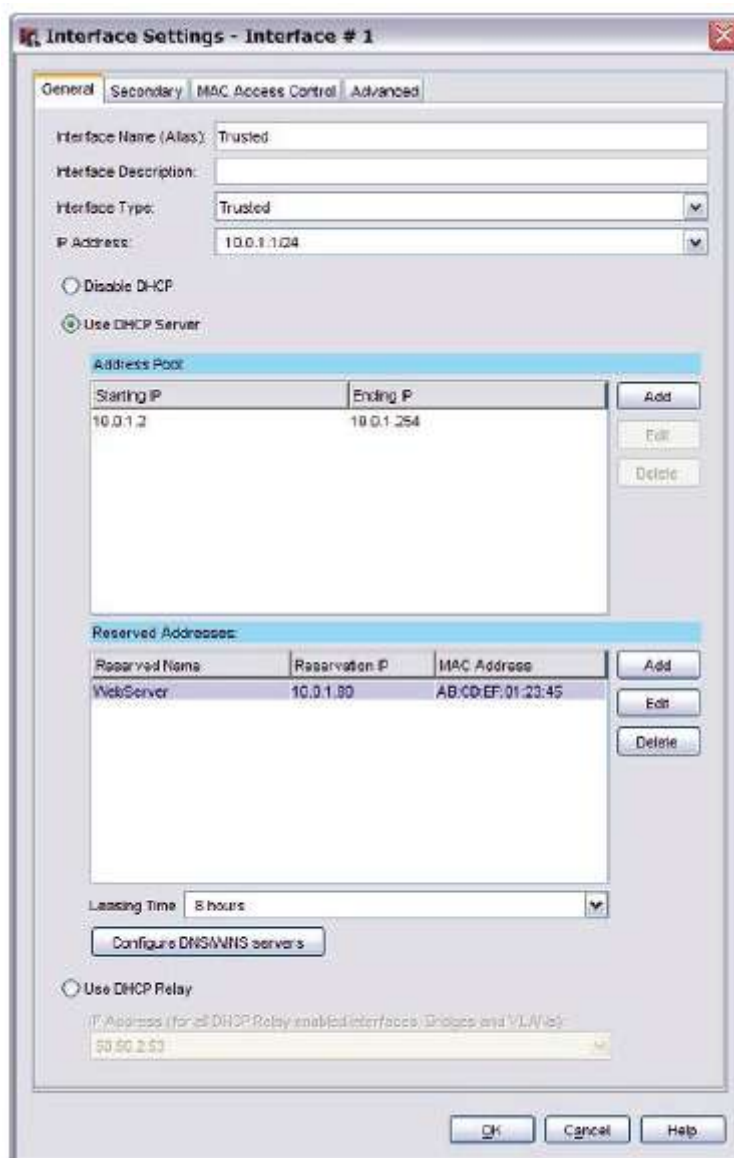 Interface Settings - Interface # 1
General Secondary MAC Access Control Advanced
Interface Name (Alias): Trusted
Interface Description:
Interface Type: Trusted
IP Address: 10.0.1.1/24
Disable DHCP
Use DHCP Server
Address Pool
Starting IP Ending IP
10.0.1.2 10.0.1.254
Add
Edit
Delete
Reserved Addresses:
Reserved Name Reservation IP MAC Address
WebServer 10.0.1.80 AB:CD:EF:01:23:45
Add
Edit
Delete
Leasing Time 8 hours
Configure DNS/WINS servers
Use DHCP Relay
IP Address (for all DHCP Relay enabled interfaces, Bridges and VLANs):
50.50.2.53
OK Cancel Help